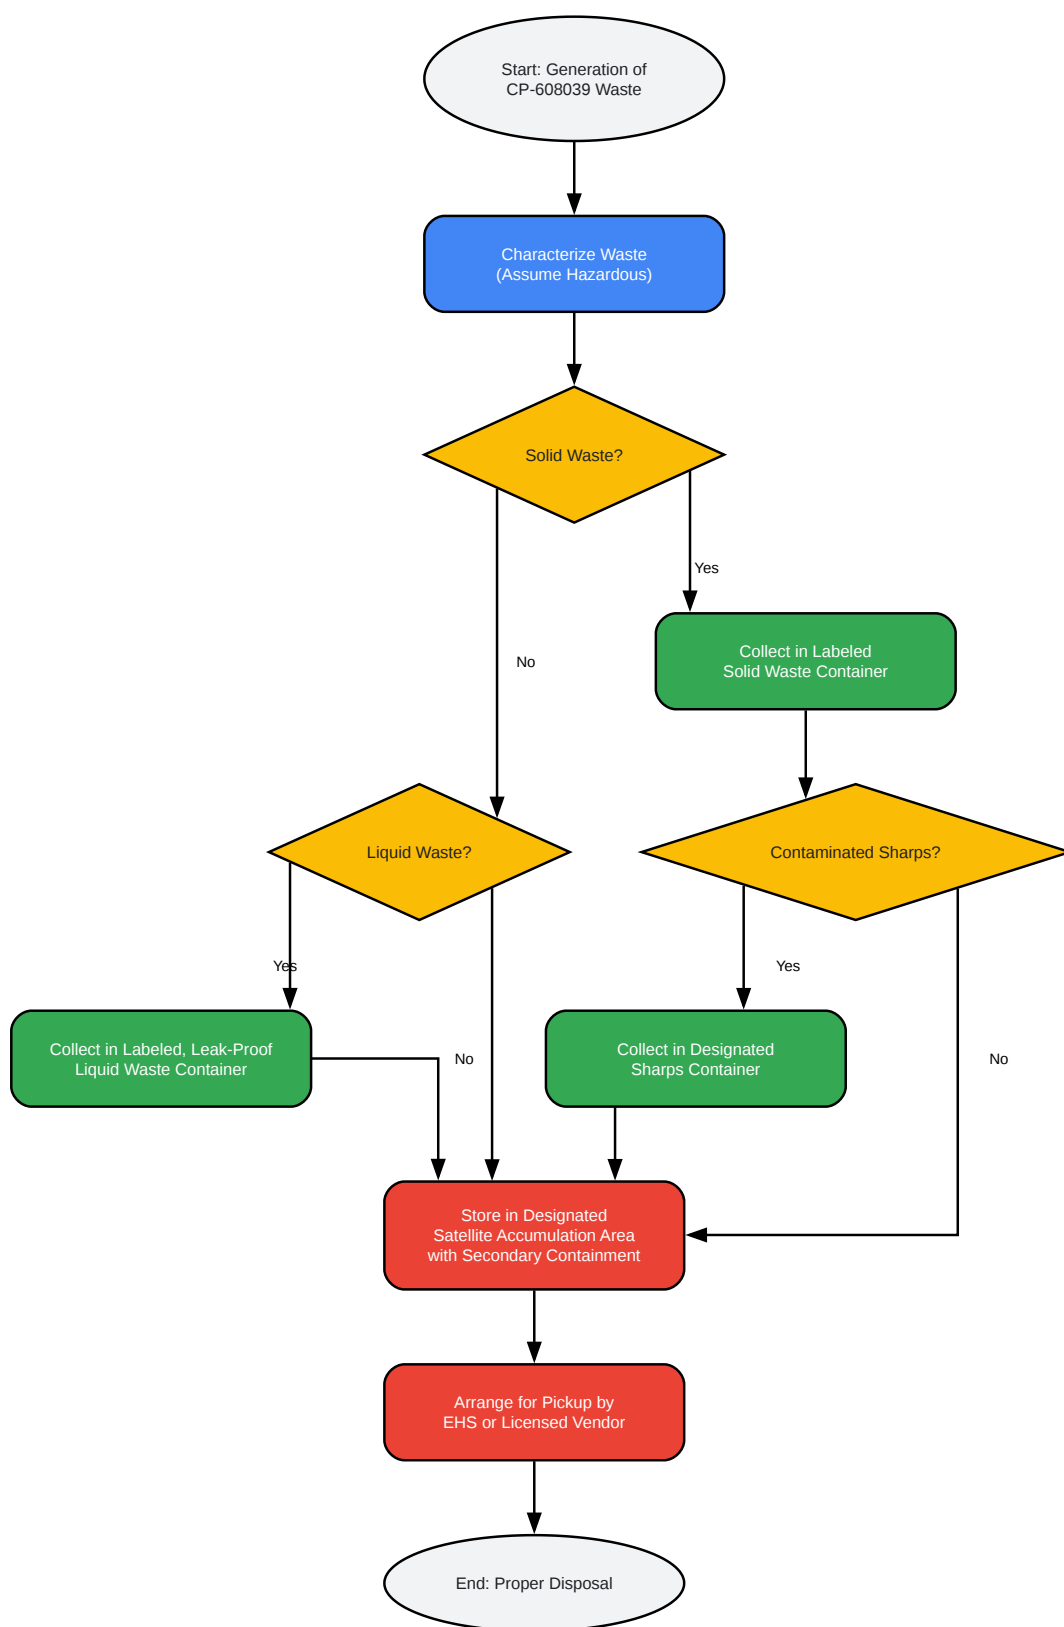 Start: Generation of
CP-608039 Waste
Characterize Waste
(Assume Hazardous)
Solid Waste?
Yes
Collect in Labeled
Solid Waste Container
No
Liquid Waste?
Contaminated Sharps?
Yes
Yes
Collect in Labeled, Leak-Proof
Liquid Waste Container
No
Collect in Designated
Sharps Container
No
Store in Designated
Satellite Accumulation Area
with Secondary Containment
Arrange for Pickup by
EHS or Licensed Vendor
End: Proper Disposal